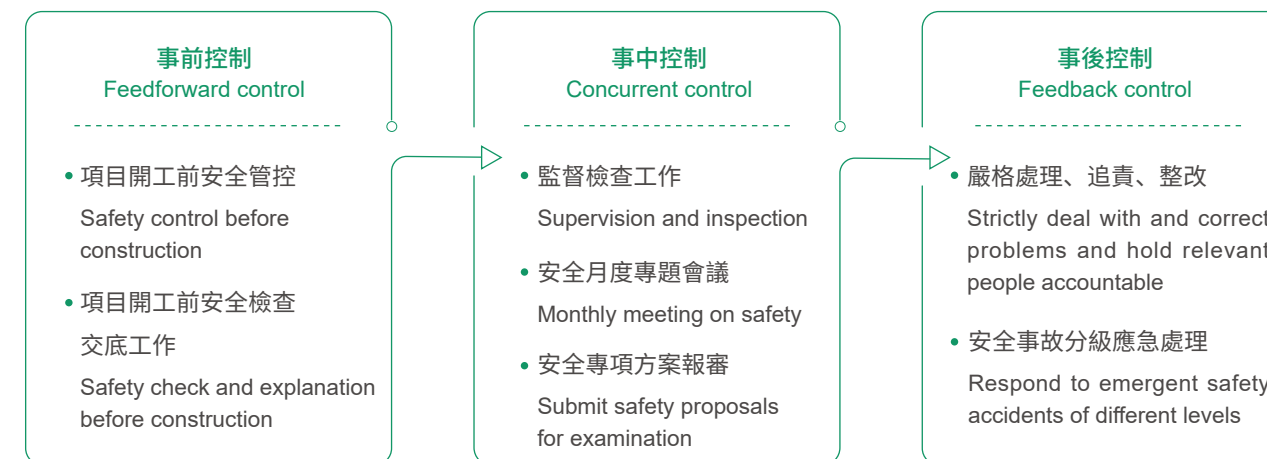 事前控制
Feedforward control
項目開工前安全管控
Safety control before
construction
項目開工前安全檢查
交底工作
Safety check and explanation
before construction
事中控制
Concurrent control
監督檢查工作
Supervision and inspection
安全月度專題會議
Monthly meeting on safety
安全專項方案報審
Submit safety proposals
for examination
事後控制
Feedback control
嚴格處理、追責、整改
Strictly deal with and correct
problems and hold relevant
people accountable
安全事故分級應急處理
Respond to emergent safety
accidents of different levels